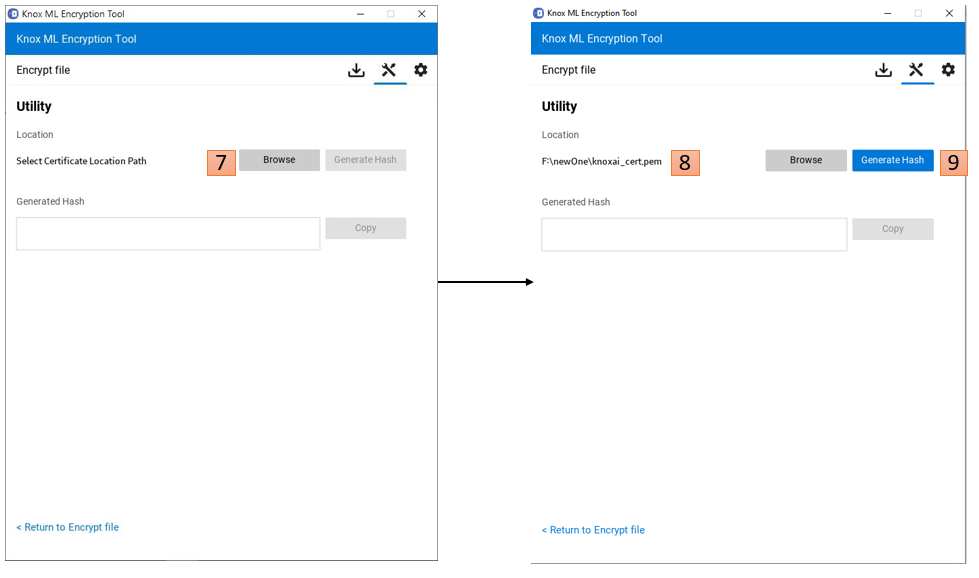 Knox ML Encryption Tool
Knox ML Encryption Tool
Encrypt file
Utility
Location
Select Certificate Location Path
7
Browse
Generate Hash
Generated Hash
Copy
< Return to Encrypt file
Knox ML Encryption Tool
Knox ML Encryption Tool
Encrypt file
Utility
Location
F:\newOne\knoxai_cert.pem
8
Browse
Generate Hash
9
Generated Hash
Copy
< Return to Encrypt file